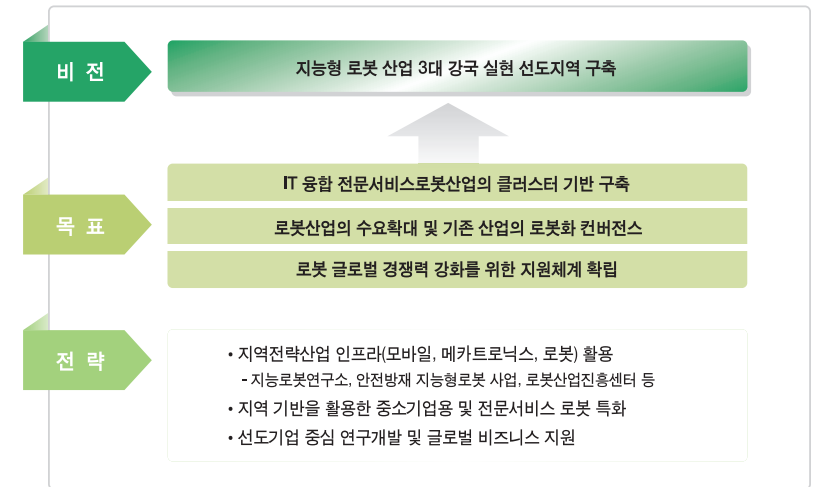 비 전
지능형 로봇 산업 3대 강국 실현 선도지역 구축
목 표
IT 융합 전문서비스로봇산업의 클러스터 기반 구축
로봇산업의 수요확대 및 기존 산업의 로봇화 컨버전스
로봇 글로벌 경쟁력 강화를 위한 지원체계 확립
전 략
• 지역전략산업 인프라(모바일, 메카트로닉스, 로봇) 활용
- 지능로봇연구소, 안전방재 지능형로봇 사업, 로봇산업진흥센터 등
• 지역 기반을 활용한 중소기업용 및 전문서비스 로봇 특화
• 선도기업 중심 연구개발 및 글로벌 비즈니스 지원